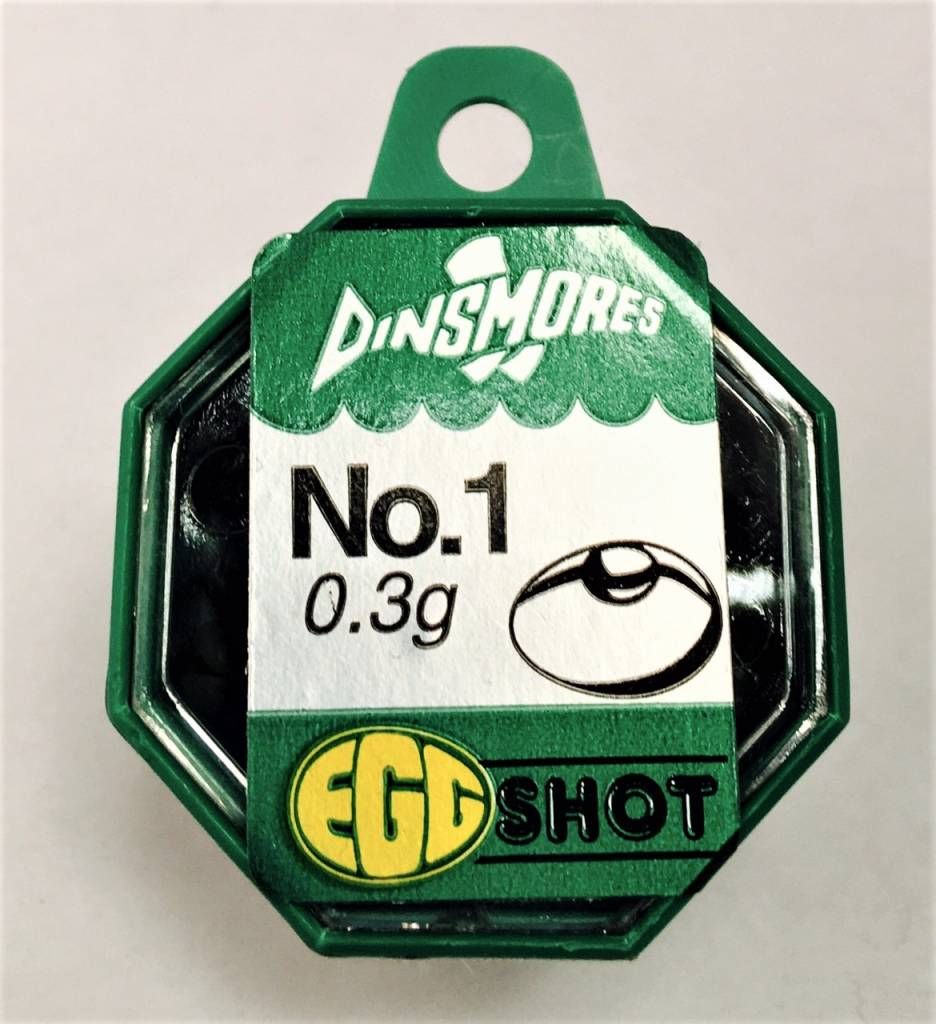 DINSMORES
No.1
0.3g
EGG SHOT